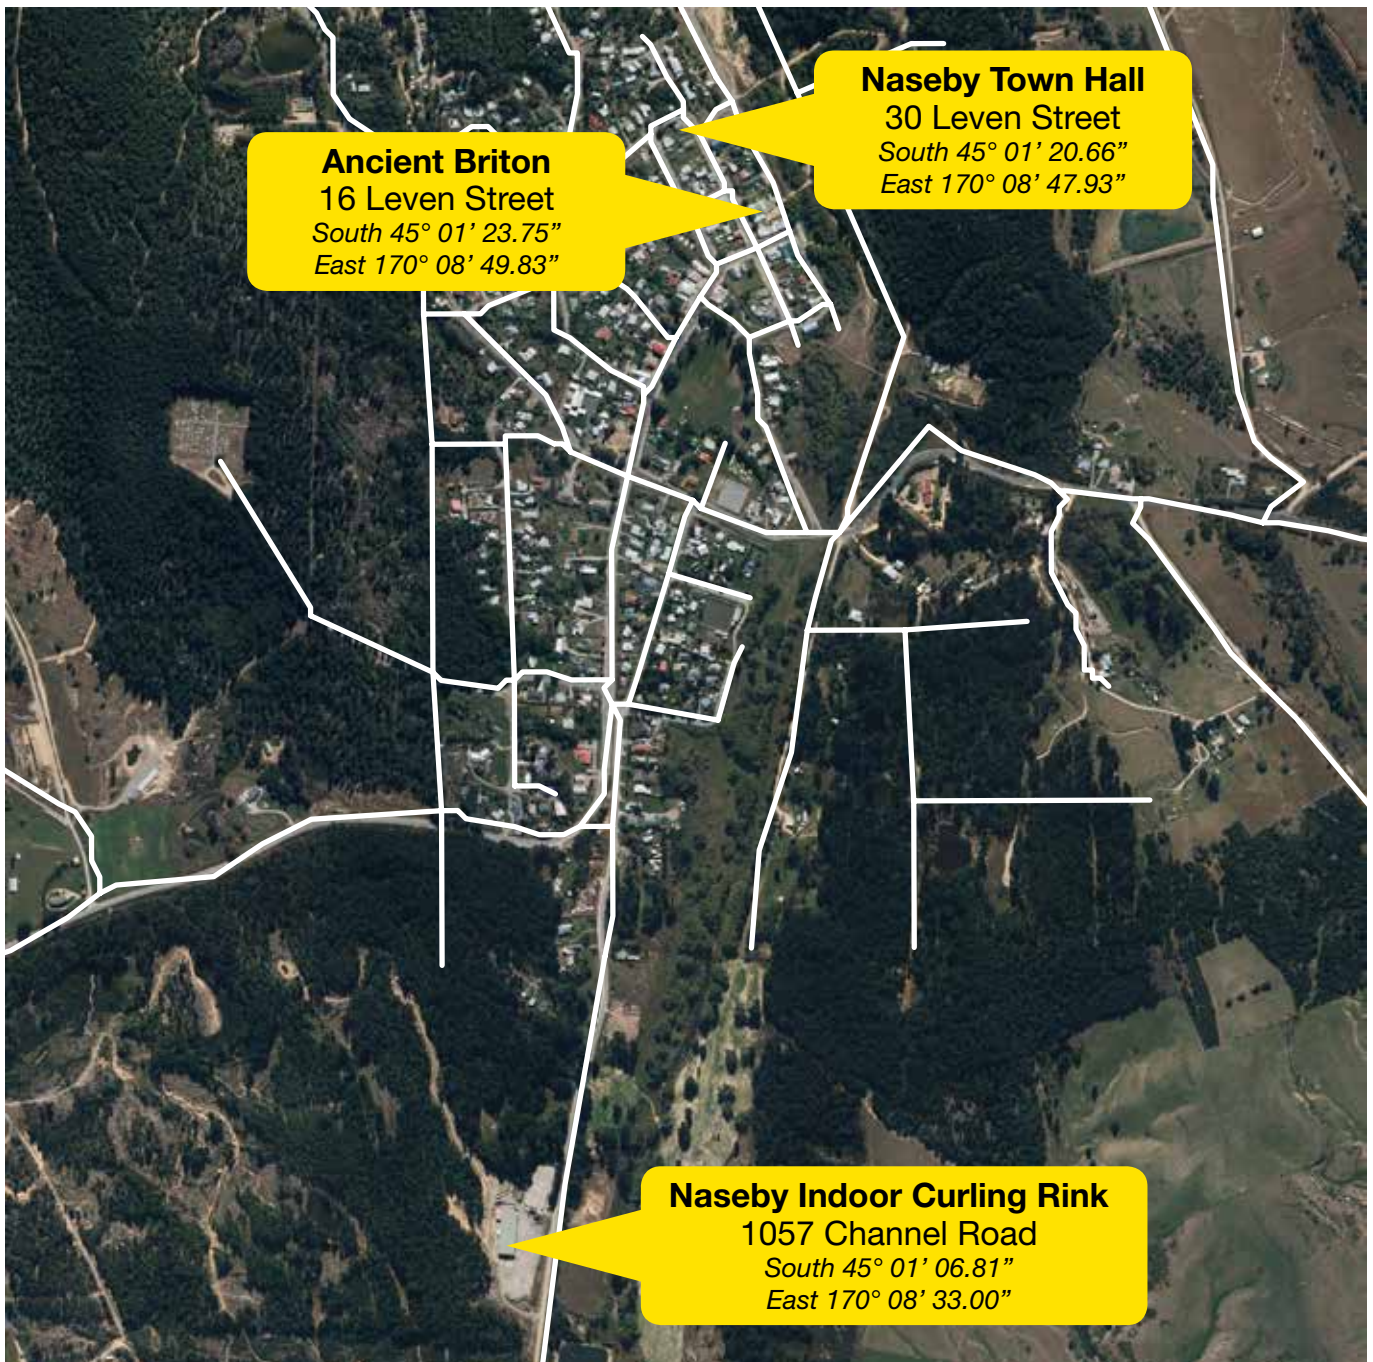 Naseby Town Hall
30 Leven Street
South 45° 01’ 20.66”
East 170° 08’ 47.93”
Ancient Briton
16 Leven Street
South 45° 01’ 23.75”
East 170° 08’ 49.83”
Naseby Indoor Curling Rink
1057 Channel Road
South 45° 01’ 06.81”
East 170° 08’ 33.00”